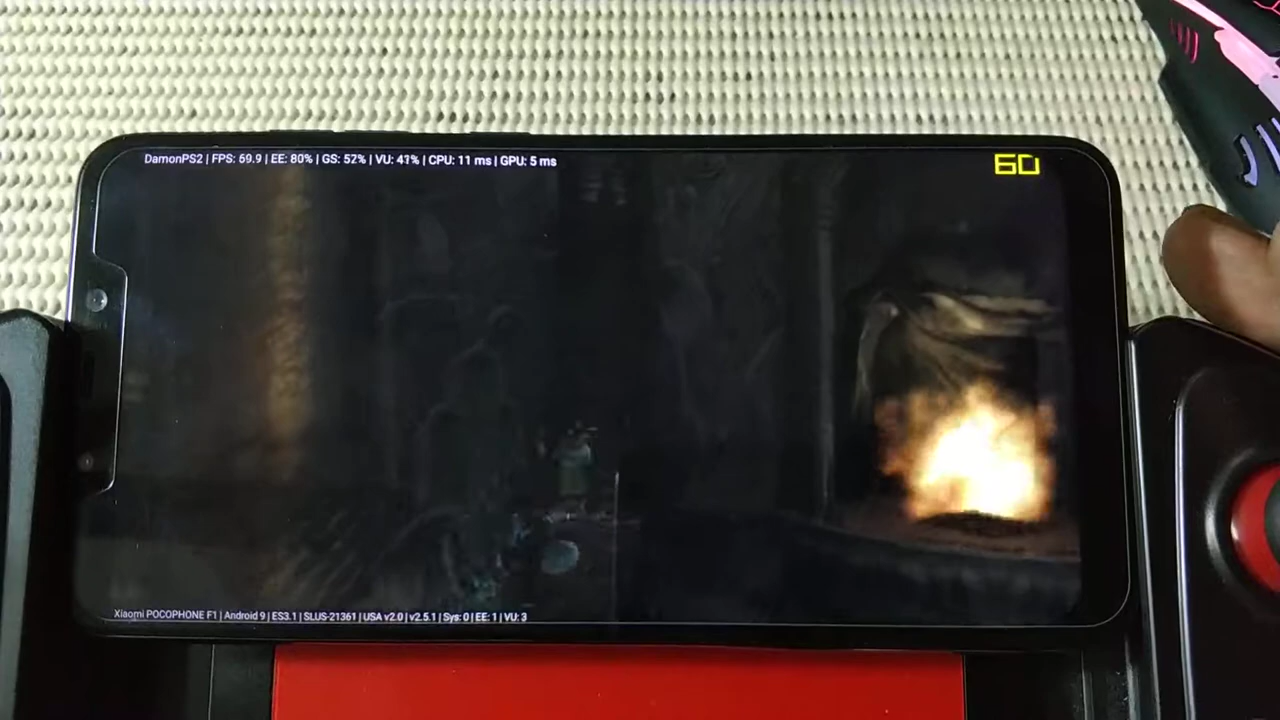 DamonPS2 | FPS: 69.9 | EE: 80% | GS: 52% | VU: 43% | CPU: 11 ms | GPU: 5 ms
60
Xiaomi POCOPHONE F1 | Android 9 | ES3.1 | SLUS-21361 | USA v2.0 | v2.5.1 | Sys: 0 | EE: 1 | VU: 3